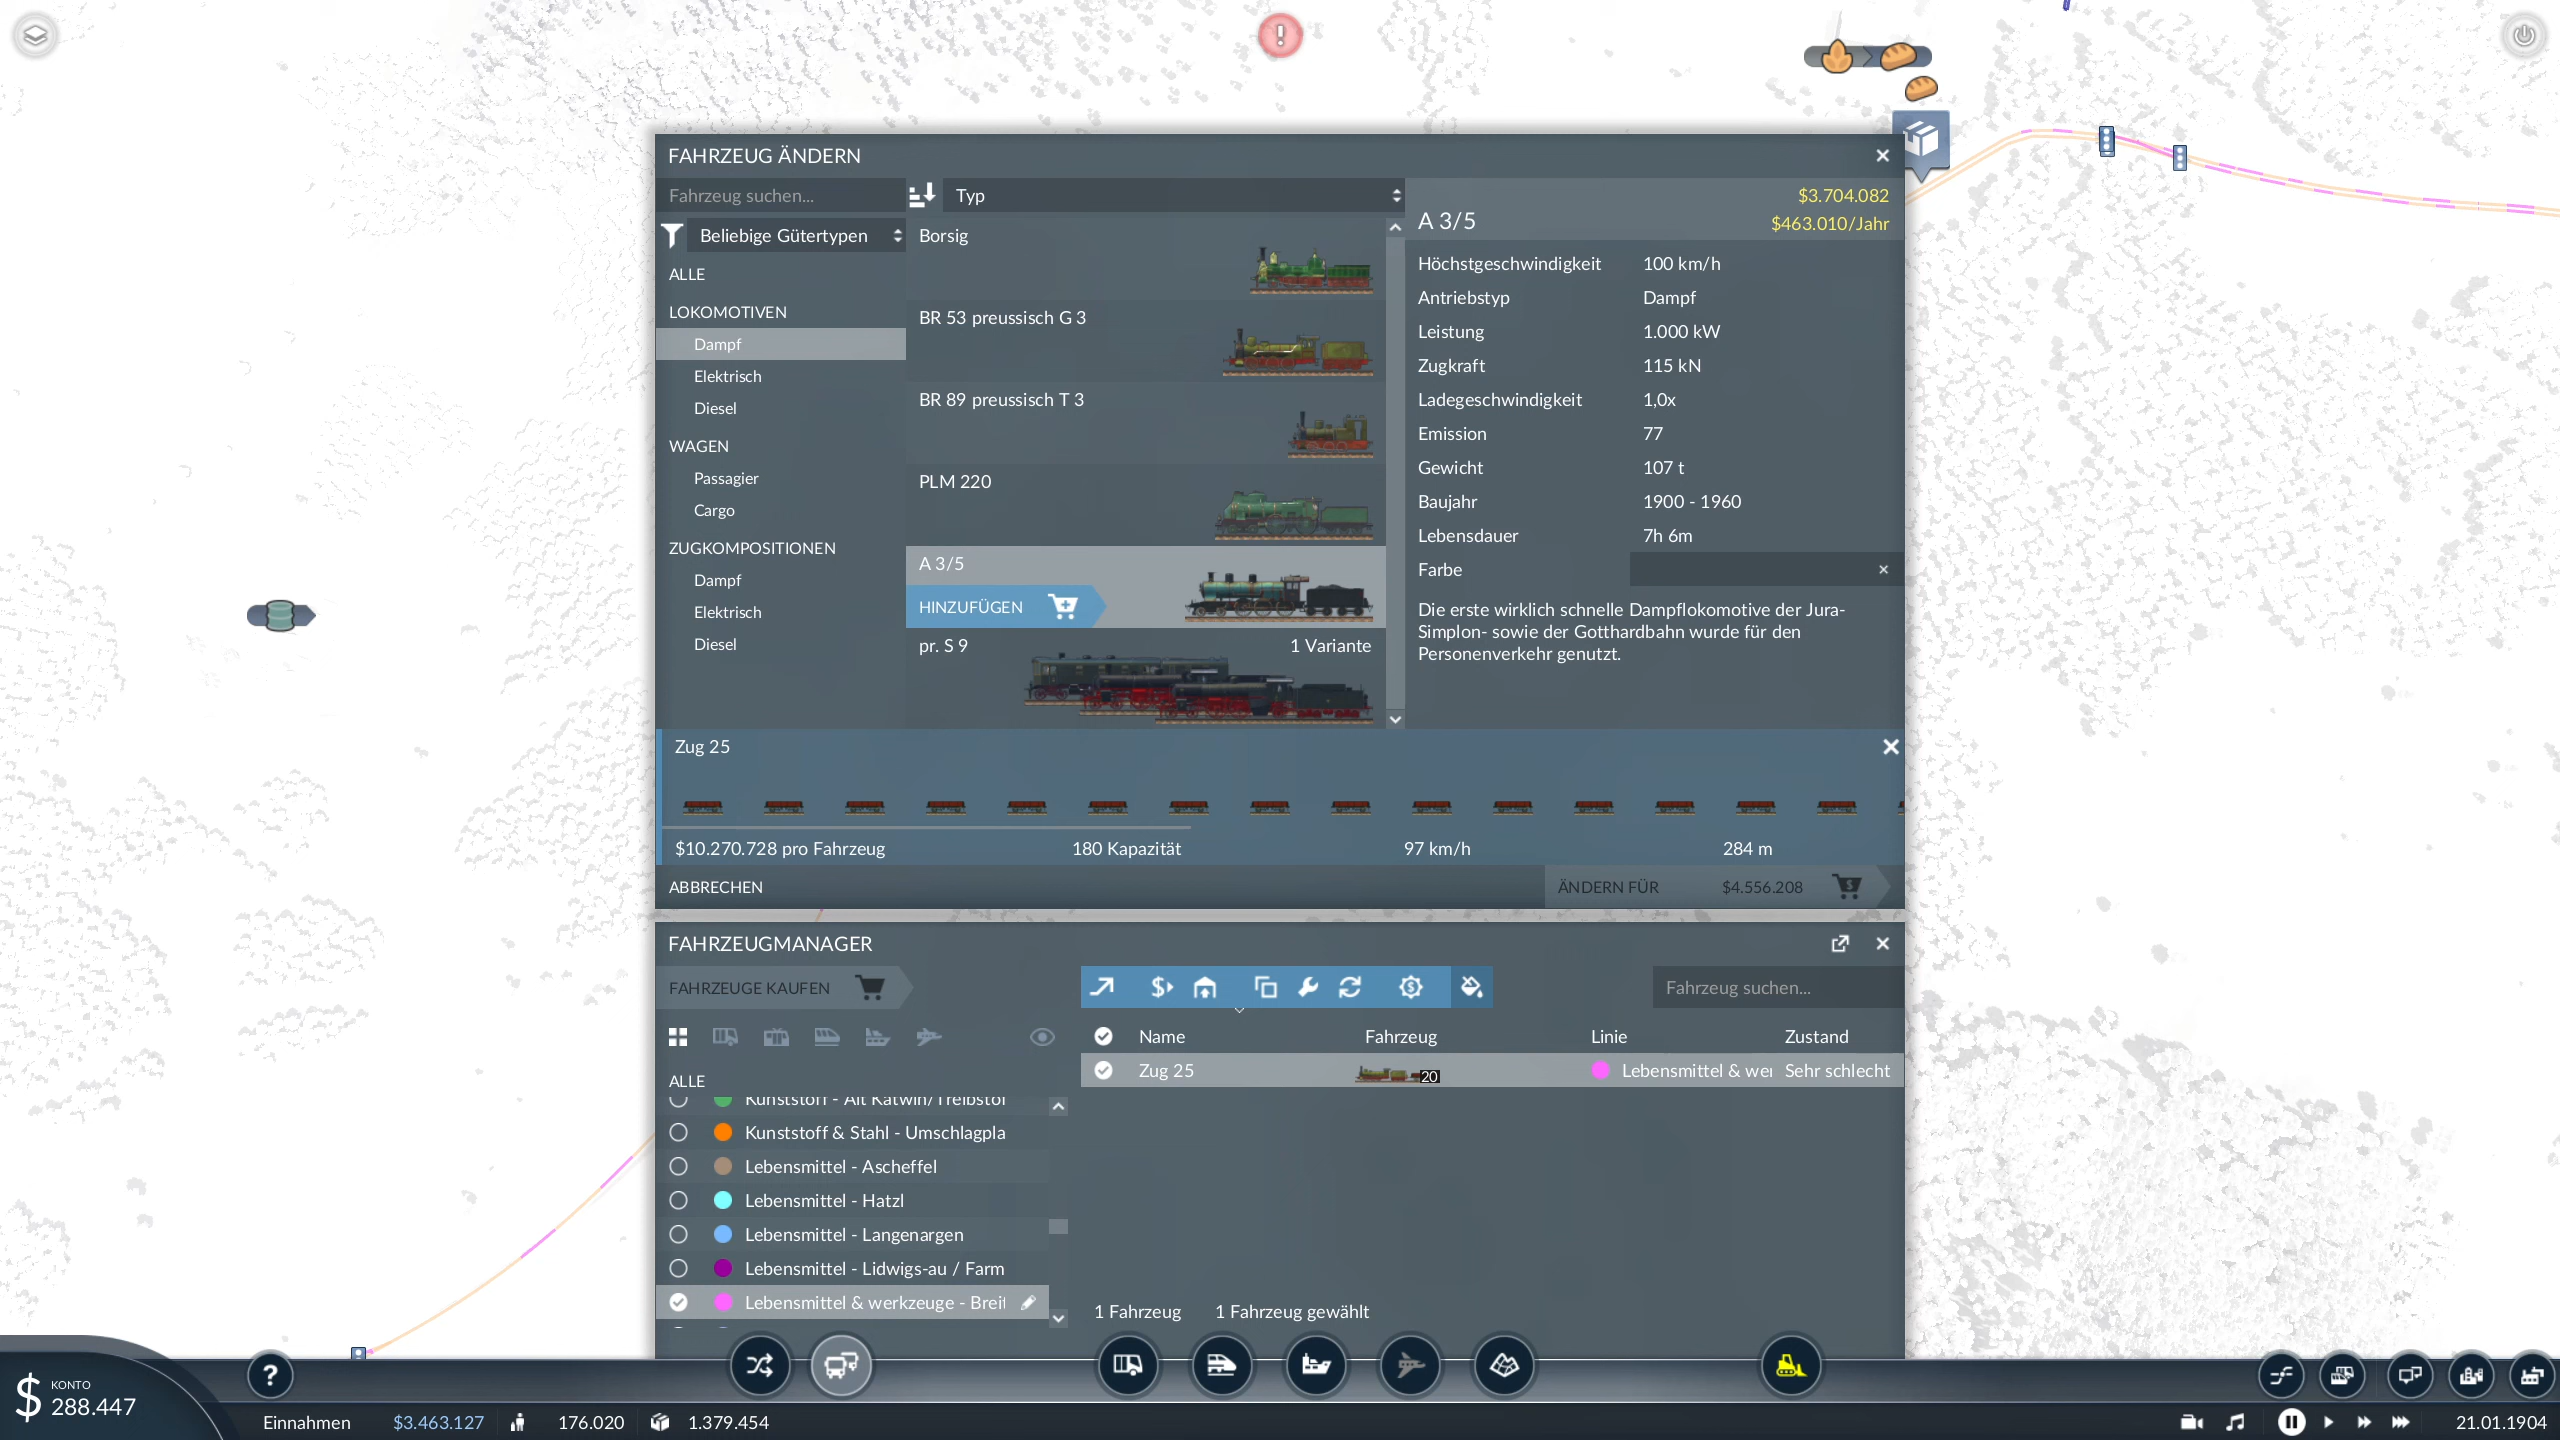 FAHRZEUG ÄNDERN
Fahrzeug suchen...
Typ
Beliebige Gütertypen
ALLE
LOKOMOTIVEN
Dampf
Elektrisch
Diesel
WAGEN
Passagier
Cargo
ZUGKOMPOSITIONEN
Dampf
Elektrisch
Diesel
Borsig
BR 53 preussisch G 3
BR 89 preussisch T 3
PLM 220
A 3/5
HINZUFÜGEN
pr. S 9
1 Variante
$3.704.082
A 3/5
$463.010/Jahr
Höchstgeschwindigkeit 100 km/h
Antriebstyp Dampf
Leistung 1.000 kW
Zugkraft 115 kN
Ladegeschwindigkeit 1,0x
Emission 77
Gewicht 107 t
Baujahr 1900 - 1960
Lebensdauer 7h 6m
Farbe
Die erste wirklich schnelle Dampflokomotive der Jura-
Simplon- sowie der Gotthardbahn wurde für den
Personenverkehr genutzt.
Zug 25
$10.270.728 pro Fahrzeug 180 Kapazität 97 km/h 284 m
ABBRECHEN
ÄNDERN FÜR $4.556.208
FAHRZEUGMANAGER
FAHRZEUGE KAUFEN
Fahrzeug suchen...
ALLE
Kunststoff - Alt Katwin/Treibstof
Kunststoff & Stahl - Umschlagpla
Lebensmittel - Ascheffel
Lebensmittel - Hatzl
Lebensmittel - Langenargen
Lebensmittel - Lidwigs-au / Farm
Lebensmittel & werkzeuge - Breit
Name Fahrzeug Linie Zustand
Zug 25 20 Lebensmittel & wer Sehr schlecht
1 Fahrzeug 1 Fahrzeug gewählt
KONTO
$ 288.447
Einnahmen $3.463.127 176.020 1.379.454
21.01.1904